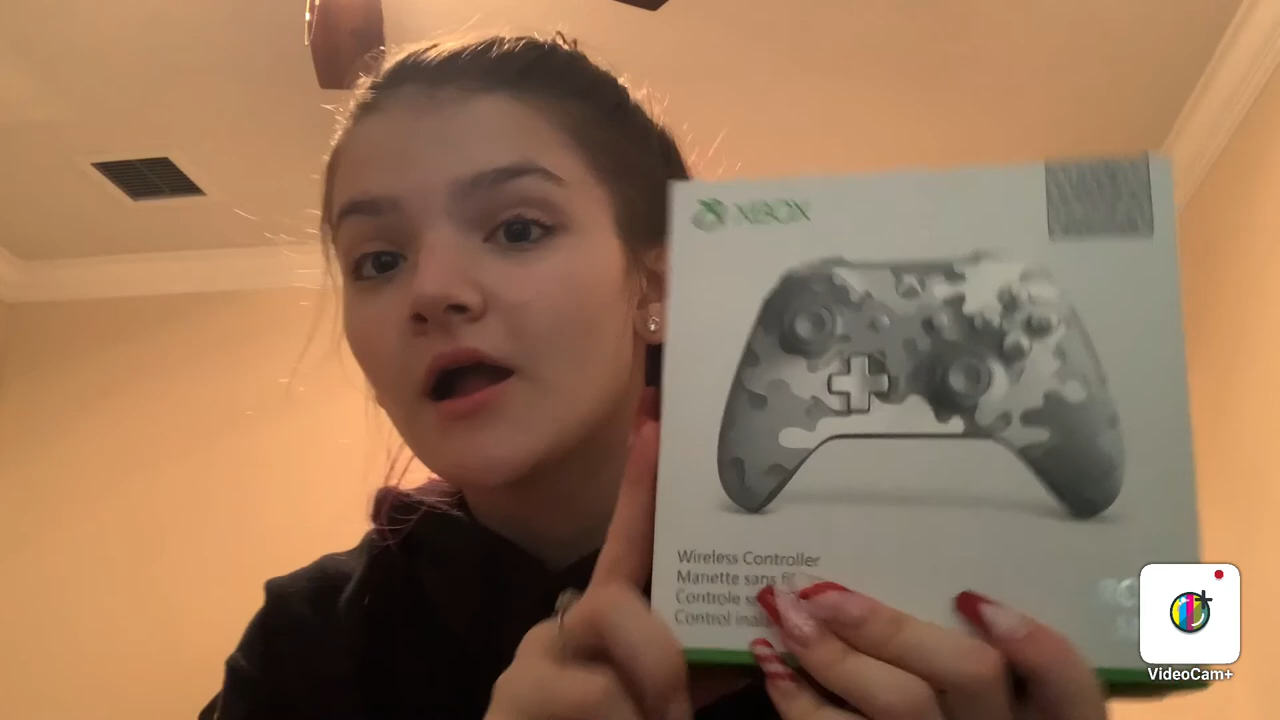 XBOX
Wireless Controller
Manette sans
Controle
Control
VideoCam+